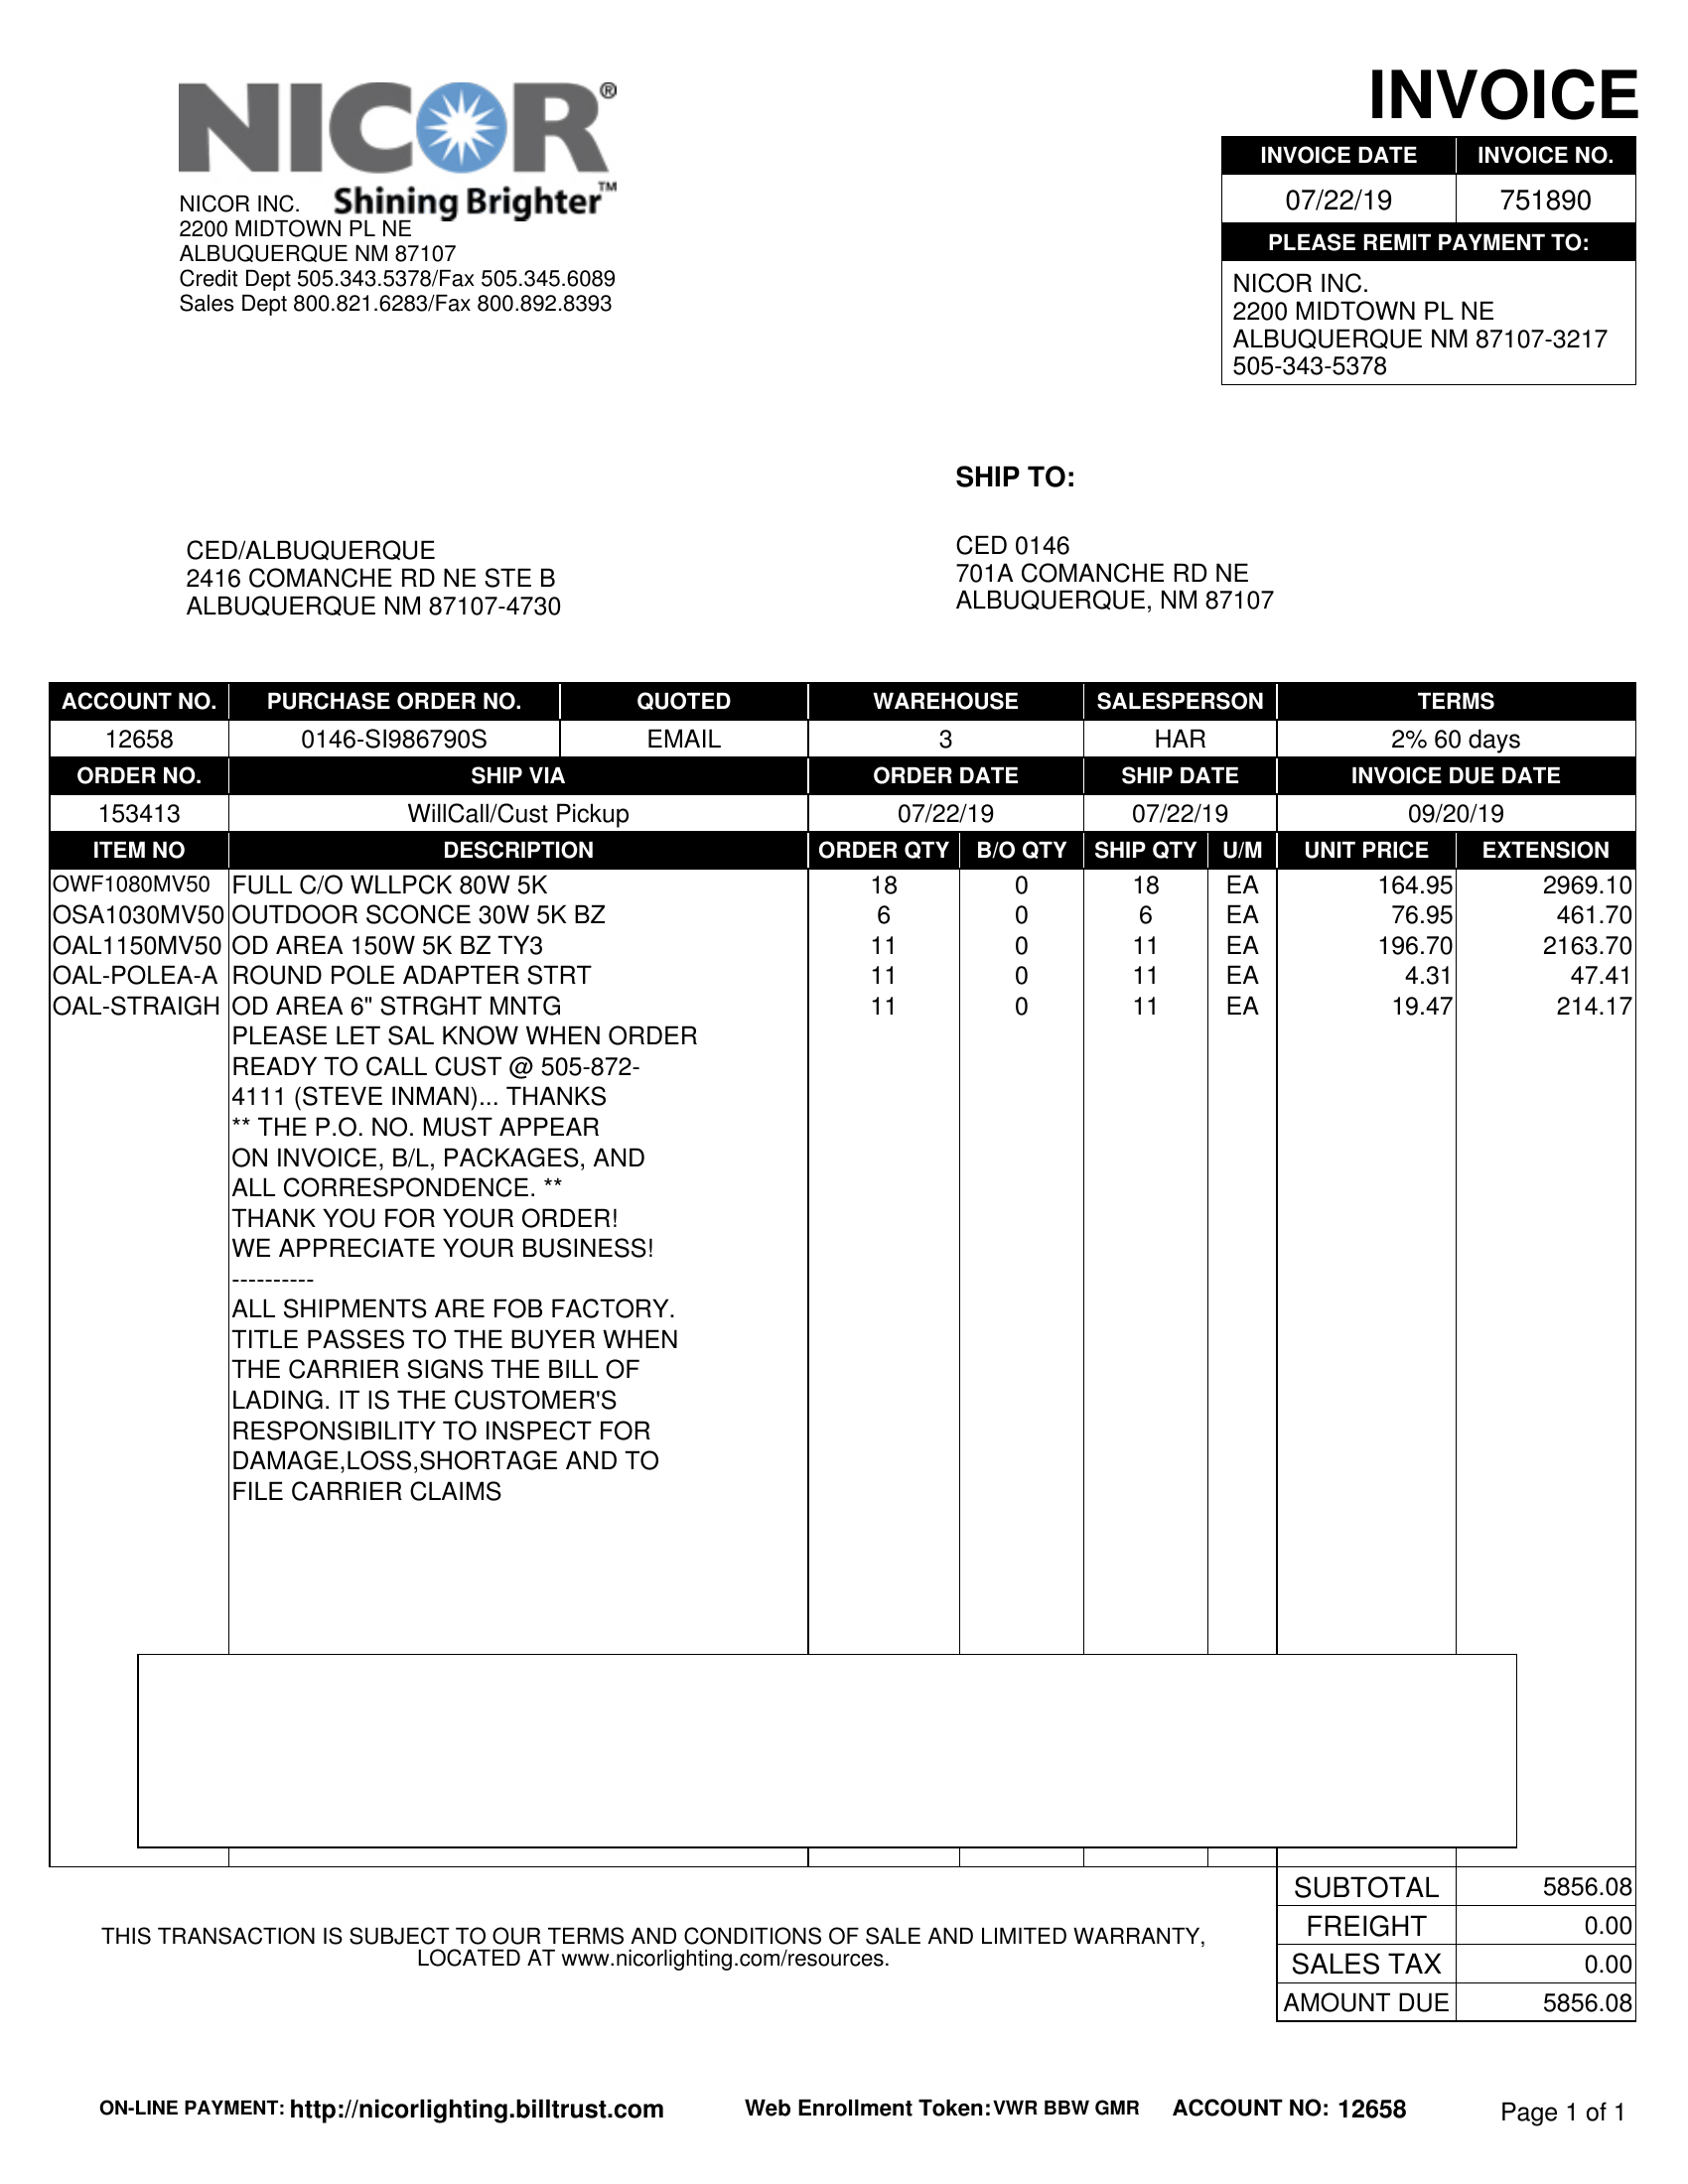 NICOR®
Shining Brighter™
NICOR INC.
2200 MIDTOWN PL NE
ALBUQUERQUE NM 87107
Credit Dept 505.343.5378/Fax 505.345.6089
Sales Dept 800.821.6283/Fax 800.892.8393
INVOICE
INVOICE DATE INVOICE NO.
07/22/19 751890
PLEASE REMIT PAYMENT TO:
NICOR INC.
2200 MIDTOWN PL NE
ALBUQUERQUE NM 87107-3217
505-343-5378
CED/ALBUQUERQUE
2416 COMANCHE RD NE STE B
ALBUQUERQUE NM 87107-4730
SHIP TO:
CED 0146
701A COMANCHE RD NE
ALBUQUERQUE, NM 87107
ACCOUNT NO. PURCHASE ORDER NO. QUOTED WAREHOUSE SALESPERSON TERMS
12658 0146-SI986790S EMAIL 3 HAR 2% 60 days
ORDER NO. SHIP VIA ORDER DATE SHIP DATE INVOICE DUE DATE
153413 WillCall/Cust Pickup 07/22/19 07/22/19 09/20/19
ITEM NO DESCRIPTION ORDER QTY B/O QTY SHIP QTY U/M UNIT PRICE EXTENSION
OWF1080MV50 FULL C/O WLLPCK 80W 5K 18 0 18 EA 164.95 2969.10
OSA1030MV50 OUTDOOR SCONCE 30W 5K BZ 6 0 6 EA 76.95 461.70
OAL1150MV50 OD AREA 150W 5K BZ TY3 11 0 11 EA 196.70 2163.70
OAL-POLEA-A ROUND POLE ADAPTER STRT 11 0 11 EA 4.31 47.41
OAL-STRAIGH OD AREA 6" STRGHT MNTG 11 0 11 EA 19.47 214.17
PLEASE LET SAL KNOW WHEN ORDER
READY TO CALL CUST @ 505-872-
4111 (STEVE INMAN)... THANKS
** THE P.O. NO. MUST APPEAR
ON INVOICE, B/L, PACKAGES, AND
ALL CORRESPONDENCE. **
THANK YOU FOR YOUR ORDER!
WE APPRECIATE YOUR BUSINESS!
----------
ALL SHIPMENTS ARE FOB FACTORY.
TITLE PASSES TO THE BUYER WHEN
THE CARRIER SIGNS THE BILL OF
LADING. IT IS THE CUSTOMER'S
RESPONSIBILITY TO INSPECT FOR
DAMAGE,LOSS,SHORTAGE AND TO
FILE CARRIER CLAIMS
SUBTOTAL 5856.08
FREIGHT 0.00
SALES TAX 0.00
AMOUNT DUE 5856.08
THIS TRANSACTION IS SUBJECT TO OUR TERMS AND CONDITIONS OF SALE AND LIMITED WARRANTY,
LOCATED AT www.nicorlighting.com/resources.
ON-LINE PAYMENT: http://nicorlighting.billtrust.com Web Enrollment Token: VWR BBW GMR ACCOUNT NO: 12658 Page 1 of 1